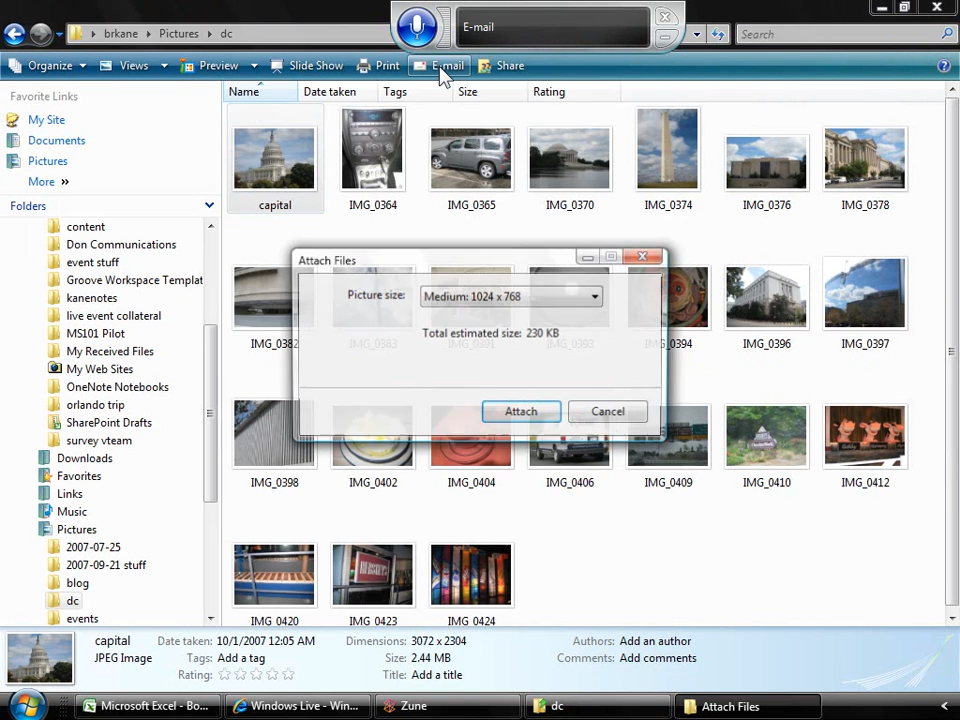 E-mail
brkane ▸ Pictures ▸ dc
Search
Organize Views Preview Slide Show Print E-mail Share
Favorite Links
My Site
Documents
Pictures
More »
Folders
content
Don Communications
event stuff
Groove Workspace Templat
kanenotes
live event collateral
MS101 Pilot
My Received Files
My Web Sites
OneNote Notebooks
orlando trip
SharePoint Drafts
survey vteam
Downloads
Favorites
Links
Music
Pictures
2007-07-25
2007-09-21 stuff
blog
dc
events
Name Date taken Tags Size Rating
capital IMG_0364 IMG_0365 IMG_0370 IMG_0374 IMG_0376 IMG_0378
IMG_0382 IMG_0383 IMG_0391 IMG_0393 IMG_0394 IMG_0396 IMG_0397
IMG_0398 IMG_0402 IMG_0404 IMG_0406 IMG_0409 IMG_0410 IMG_0412
IMG_0420 IMG_0423 IMG_0424
Attach Files
Picture size: Medium: 1024 x 768
Total estimated size: 230 KB
Attach Cancel
HERSHEY'S
capital Date taken: 10/1/2007 12:05 AM Dimensions: 3072 x 2304 Authors: Add an author
JPEG Image Tags: Add a tag Size: 2.44 MB Comments: Add comments
Rating: Title: Add a title
Microsoft Excel - Bo... Windows Live - Win... Zune dc Attach Files